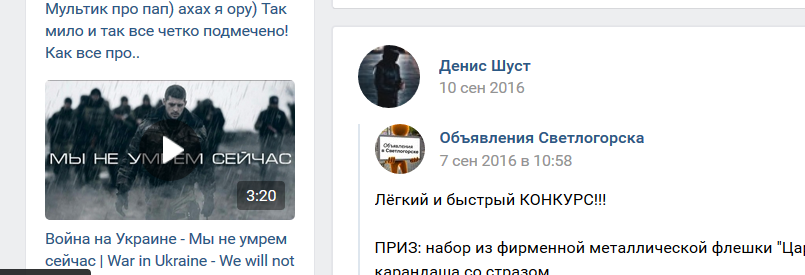 Мультик про пап) ахах я ору) Так
мило и так все четко подмечено!
Как все про..
МЫ НЕ УМРЕМ СЕЙЧАС
3:20
Война на Украине - Мы не умрем
сейчас | War in Ukraine - We will not
Денис Шуст
10 сен 2016
Объявления
в Светлогорске
Объявления Светлогорска
7 сен 2016 в 10:58
Лёгкий и быстрый КОНКУРС!!!
ПРИЗ: набор из фирменной металлической флешки "Цар
карандаша со стразом